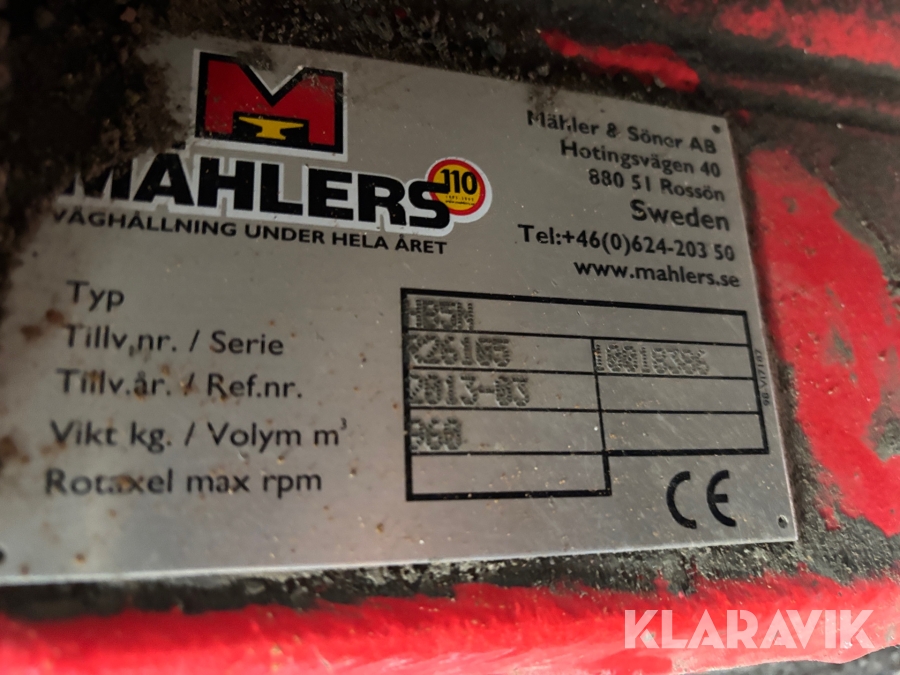 M
MÄHLERS
110
VÄGHÅLLNING UNDER HELA ÅRET
Mähler & Söner AB
Hotingsvägen 40
880 51 Rossön
Sweden
Tel:+46(0)624-203 50
www.mahlers.se
Typ HB5M
Tillv.nr. / Serie K26105 10018386
Tillv.år. / Ref.nr. 2013-03
Vikt kg. / Volym m³ 960
Rotaxel max rpm
CE
KLARAVIK